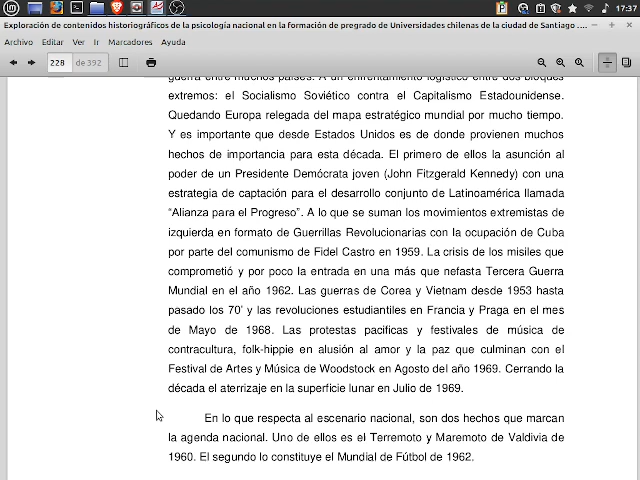 17:37
Exploración de contenidos historiográficos de la psicología nacional en la formación de pregrado de Universidades chilenas de la ciudad de Santiago ....
Archivo Editar Ver Ir Marcadores Ayuda
228 de 392
guerra entre muchos países. A un enfrentamiento logístico entre dos bloques
extremos: el Socialismo Soviético contra el Capitalismo Estadounidense.
Quedando Europa relegada del mapa estratégico mundial por mucho tiempo.
Y es importante que desde Estados Unidos es de donde provienen muchos
hechos de importancia para esta década. El primero de ellos la asunción al
poder de un Presidente Demócrata joven (John Fitzgerald Kennedy) con una
estrategia de captación para el desarrollo conjunto de Latinoamérica llamada
“Alianza para el Progreso”. A lo que se suman los movimientos extremistas de
izquierda en formato de Guerrillas Revolucionarias con la ocupación de Cuba
por parte del comunismo de Fidel Castro en 1959. La crisis de los misiles que
comprometió y por poco la entrada en una más que nefasta Tercera Guerra
Mundial en el año 1962. Las guerras de Corea y Vietnam desde 1953 hasta
pasado los 70’ y las revoluciones estudiantiles en Francia y Praga en el mes
de Mayo de 1968. Las protestas pacificas y festivales de música de
contracultura, folk-hippie en alusión al amor y la paz que culminan con el
Festival de Artes y Música de Woodstock en Agosto del año 1969. Cerrando la
década el aterrizaje en la superficie lunar en Julio de 1969.
En lo que respecta al escenario nacional, son dos hechos que marcan
la agenda nacional. Uno de ellos es el Terremoto y Maremoto de Valdivia de
1960. El segundo lo constituye el Mundial de Fútbol de 1962.